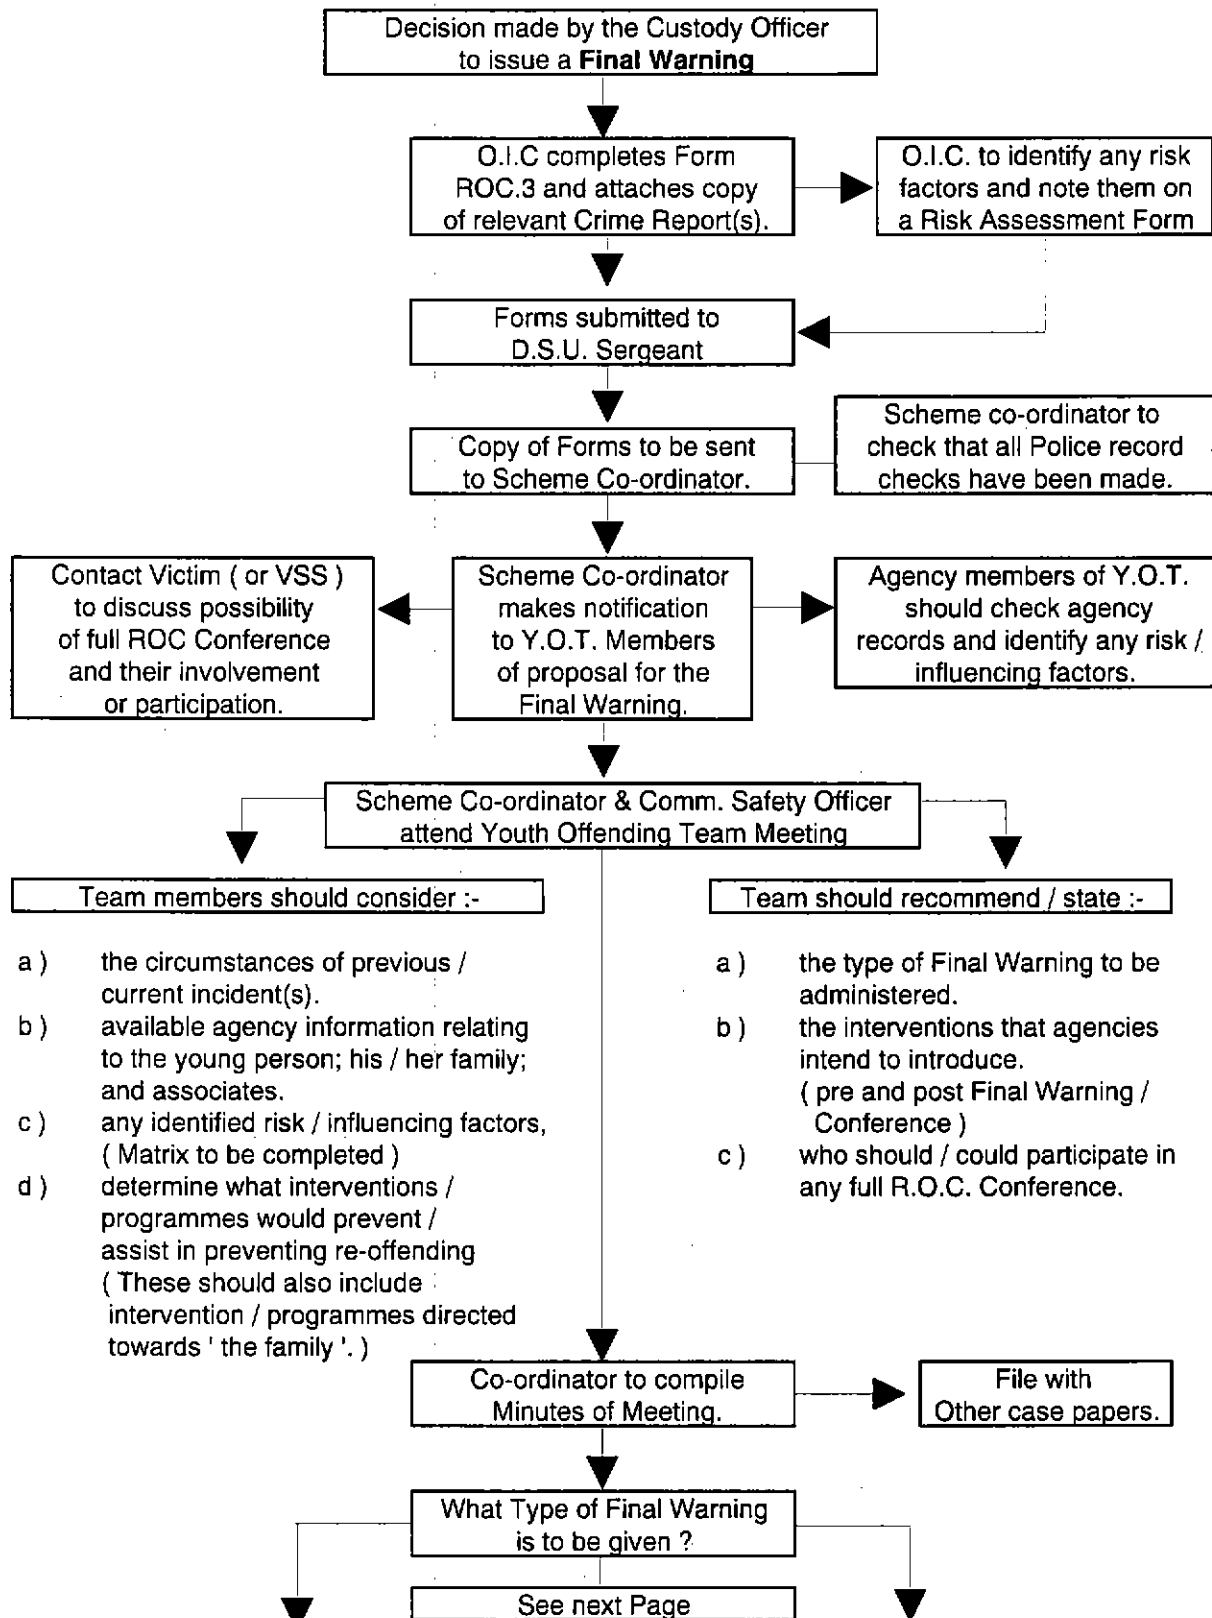 Decision made by the Custody Officer
to issue a Final Warning
O.I.C completes Form
ROC.3 and attaches copy
of relevant Crime Report(s).
O.I.C. to identify any risk
factors and note them on
a Risk Assessment Form
Forms submitted to
D.S.U. Sergeant
Copy of Forms to be sent
to Scheme Co-ordinator.
Scheme co-ordinator to
check that all Police record
checks have been made.
Contact Victim ( or VSS )
to discuss possibility
of full ROC Conference
and their involvement
or participation.
Scheme Co-ordinator
makes notification
to Y.O.T. Members
of proposal for the
Final Warning.
Agency members of Y.O.T.
should check agency
records and identify any risk /
influencing factors.
Scheme Co-ordinator & Comm. Safety Officer
attend Youth Offending Team Meeting
Team members should consider :-
a ) the circumstances of previous /
current incident(s).
b ) available agency information relating
to the young person; his / her family;
and associates.
c ) any identified risk / influencing factors,
( Matrix to be completed )
d ) determine what interventions /
programmes would prevent /
assist in preventing re-offending
( These should also include
intervention / programmes directed
towards ' the family '. )
Team should recommend / state :-
a ) the type of Final Warning to be
administered.
b ) the interventions that agencies
intend to introduce.
( pre and post Final Warning /
Conference )
c ) who should / could participate in
any full R.O.C. Conference.
Co-ordinator to compile
Minutes of Meeting.
File with
Other case papers.
What Type of Final Warning
is to be given ?
See next Page